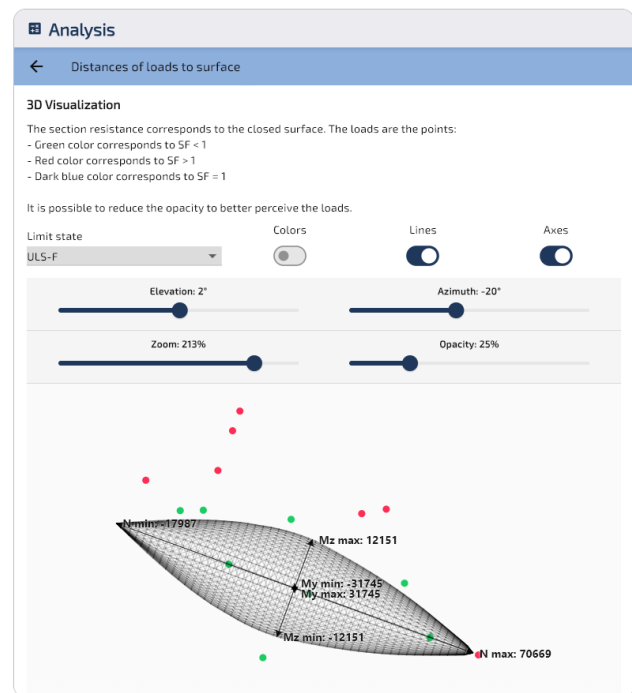 Analysis
Distances of loads to surface
3D Visualization
The section resistance corresponds to the closed surface. The loads are the points:
- Green color corresponds to SF < 1
- Red color corresponds to SF > 1
- Dark blue color corresponds to SF = 1
It is possible to reduce the opacity to better perceive the loads.
Limit state
Colors
Lines
Axes
ULS-F
Elevation: 2°
Azimuth: -20°
Zoom: 213%
Opacity: 25%
N min: -17987
Mz max: 12151
My min: -31745
My max: 31745
Mz min: -12151
N max: 70669